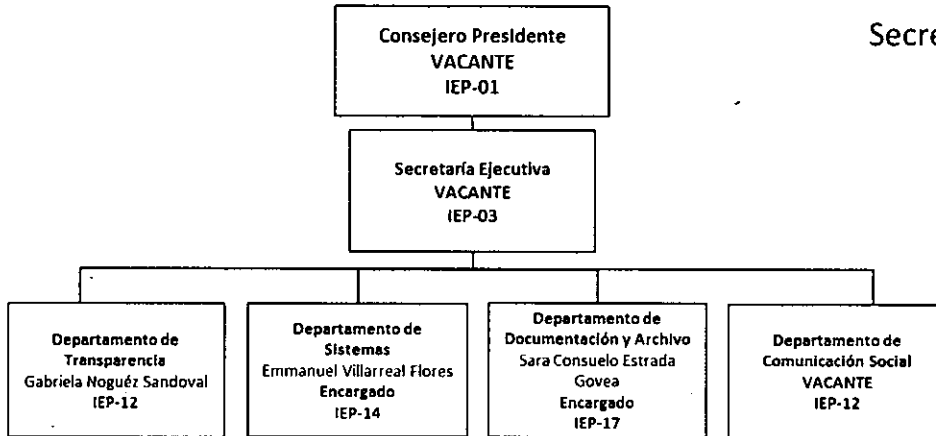 Secre
Consejero Presidente
VACANTE
IEP-01
Secretaría Ejecutiva
VACANTE
IEP-03
Departamento de
Transparencia
Gabriela Noguéz Sandoval
IEP-12
Departamento de
Sistemas
Emmanuel Villarreal Flores
Encargado
IEP-14
Departamento de
Documentación y Archivo
Sara Consuelo Estrada
Govea
Encargado
IEP-17
Departamento de
Comunicación Social
VACANTE
IEP-12